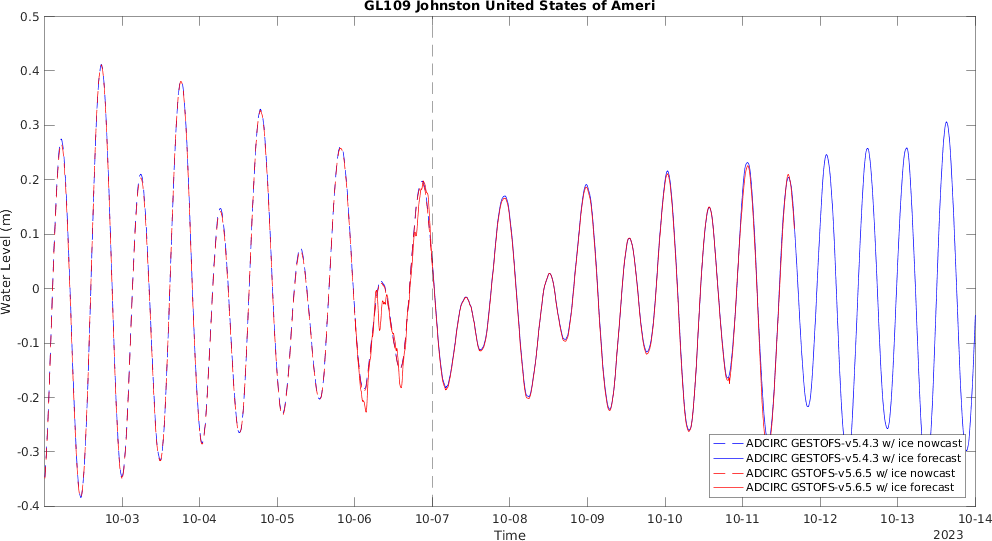 GL109 Johnston United States of Ameri
0.5
0.4
0.3
0.2
0.1
0
-0.1
-0.2
-0.3
-0.4
Water Level (m)
ADCIRC GESTOFS-v5.4.3 w/ ice nowcast
ADCIRC GESTOFS-v5.4.3 w/ ice forecast
ADCIRC GSTOFS-v5.6.5 w/ ice nowcast
ADCIRC GSTOFS-v5.6.5 w/ ice forecast
10-03 10-04 10-05 10-06 10-07 10-08 10-09 10-10 10-11 10-12 10-13 10-14
Time
2023